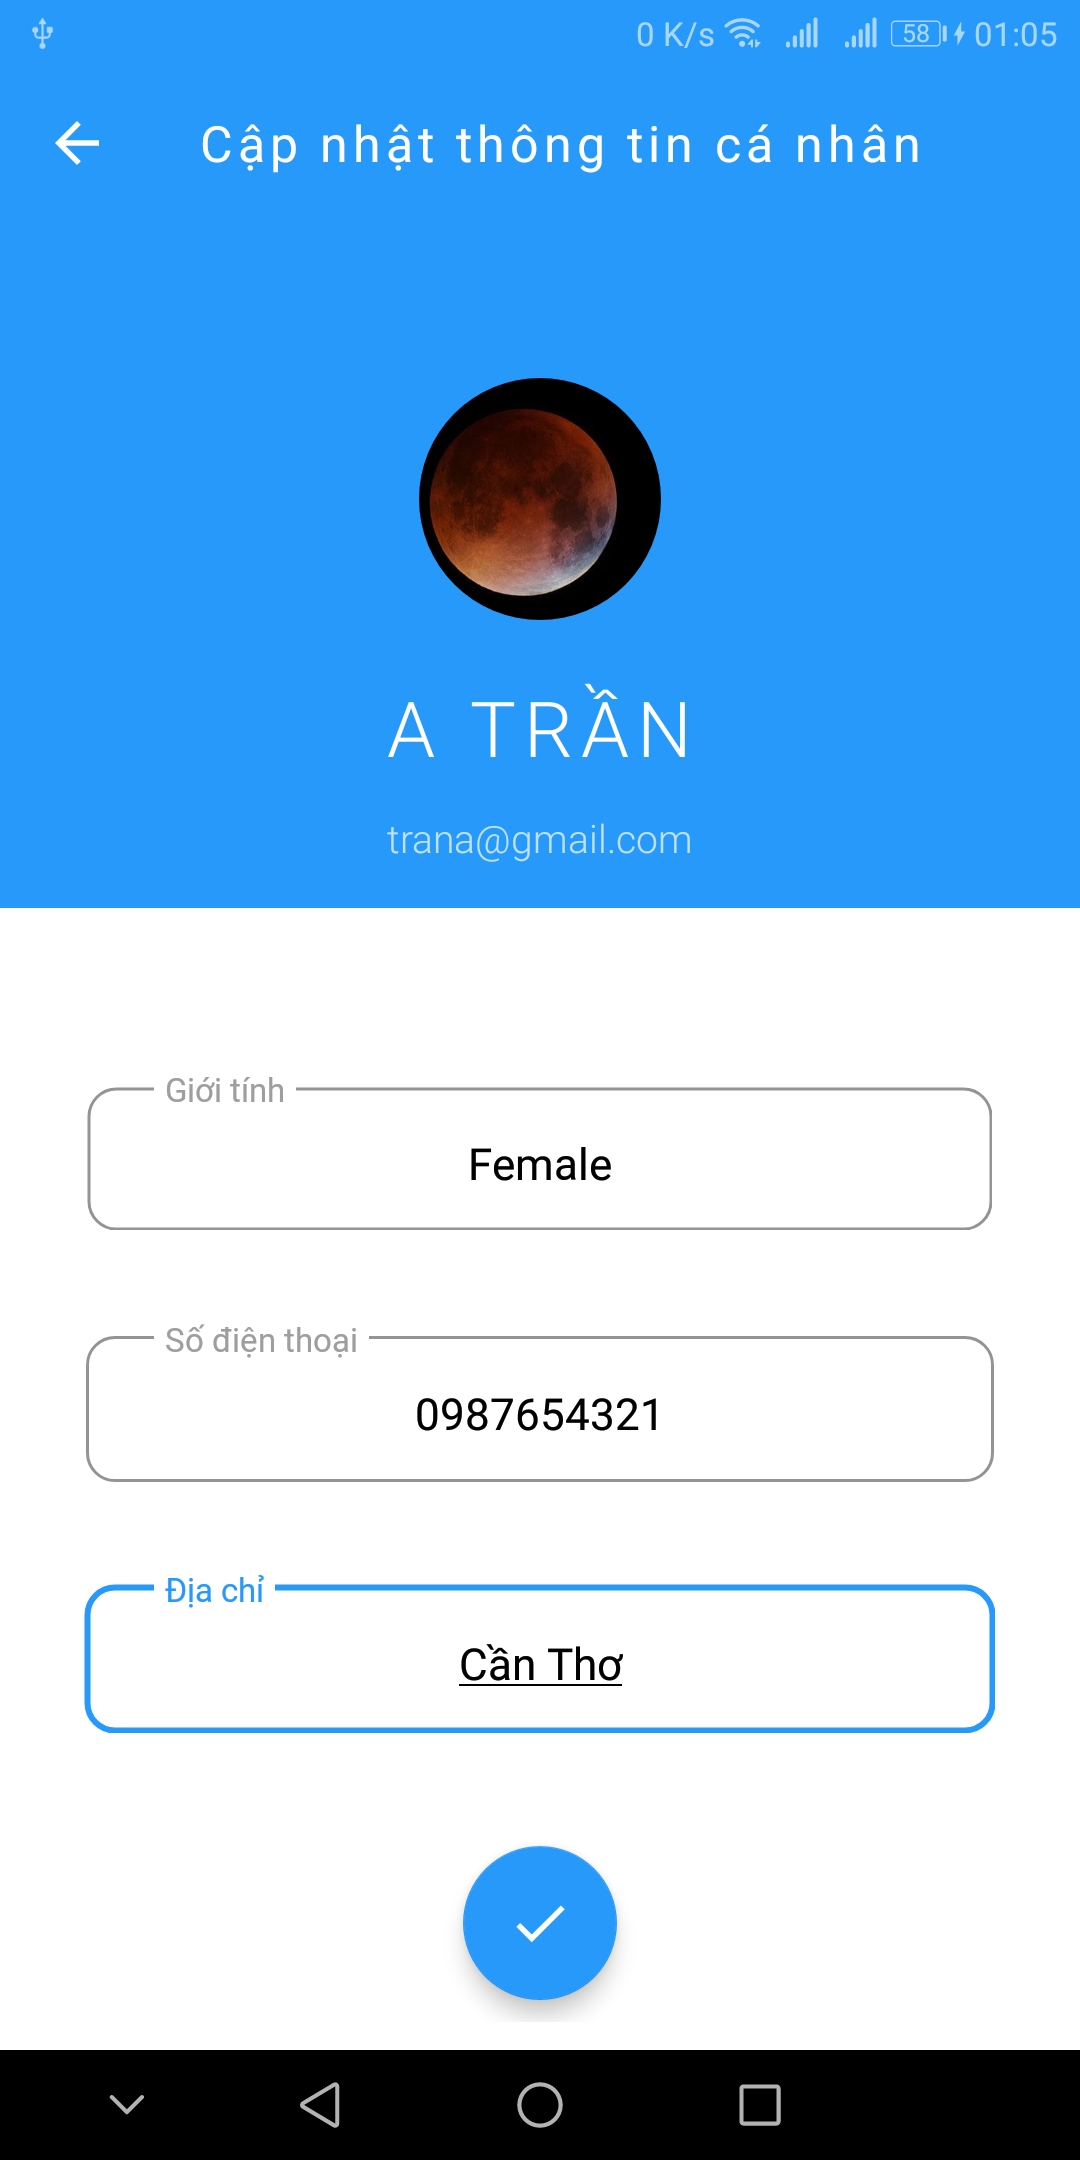 0 K/s 58 01:05
Cập nhật thông tin cá nhân
A TRẦN
trana@gmail.com
Giới tính
Female
Số điện thoại
0987654321
Địa chỉ
Cần Thơ